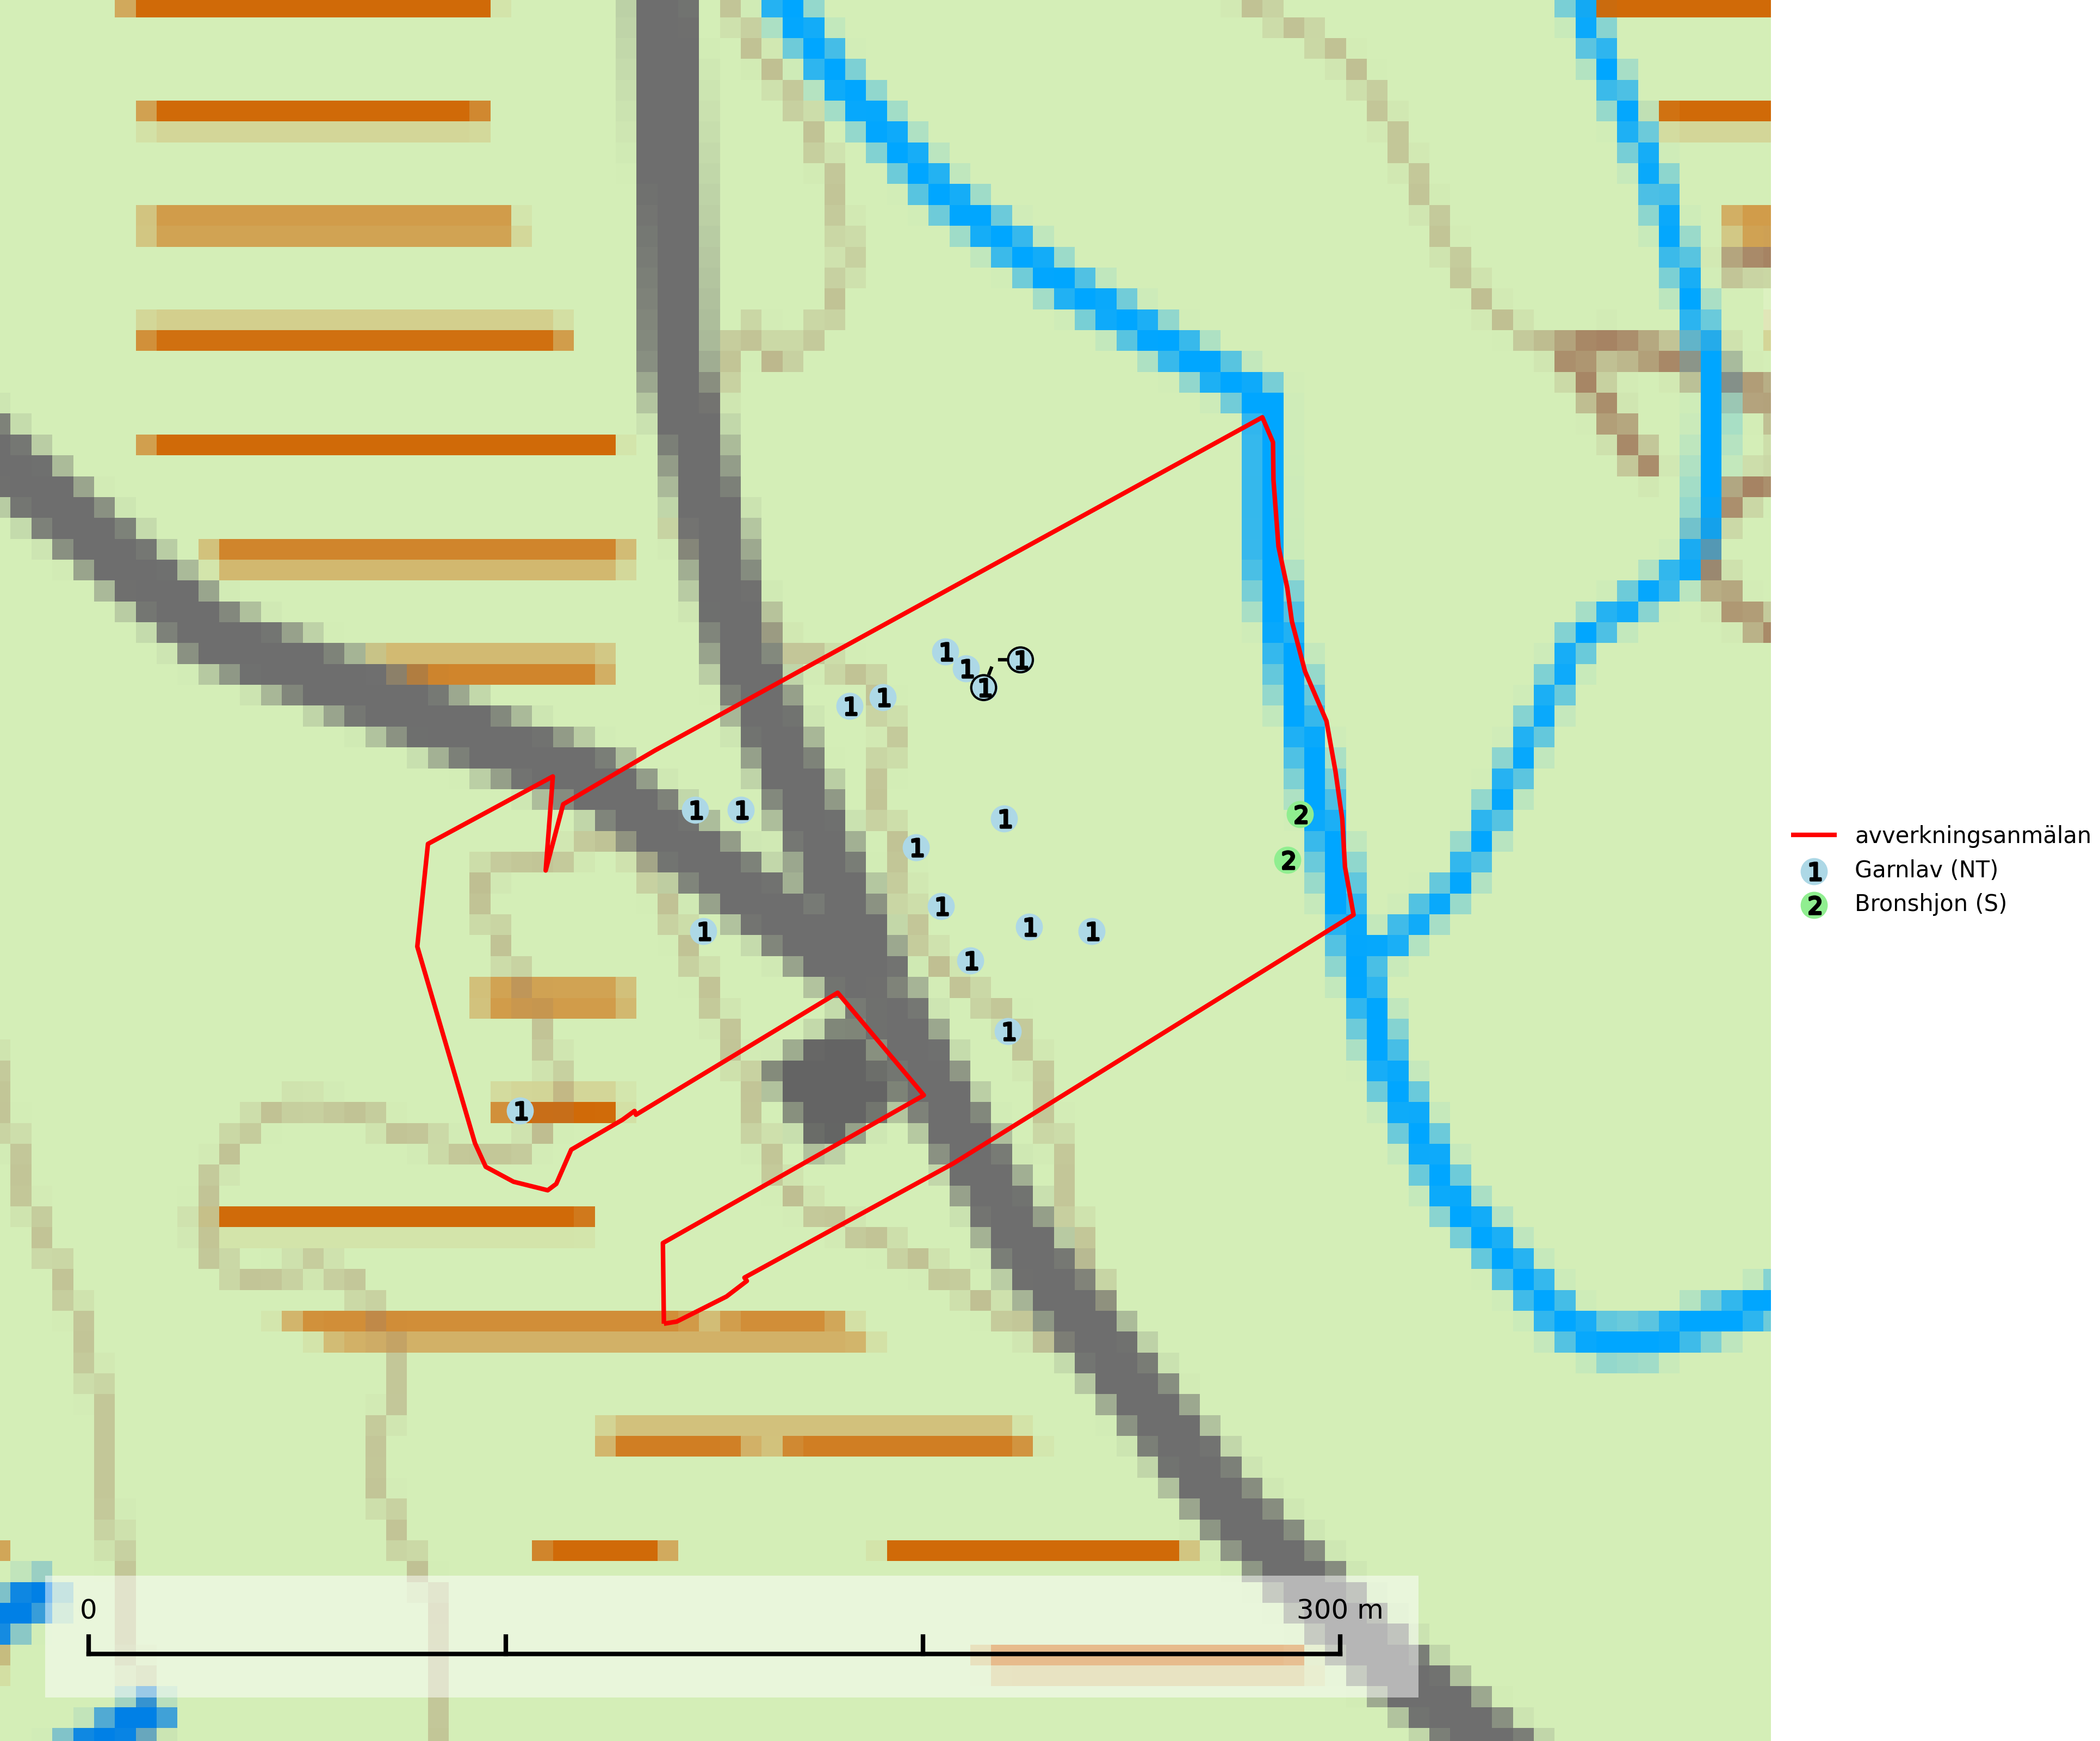 1
1 1
1 1 1
1 1 1 2
1 2
1
1 1 1
1
1
1
avverkningsanmälan
1 Garnlav (NT)
2 Bronshjon (S)
0 300 m